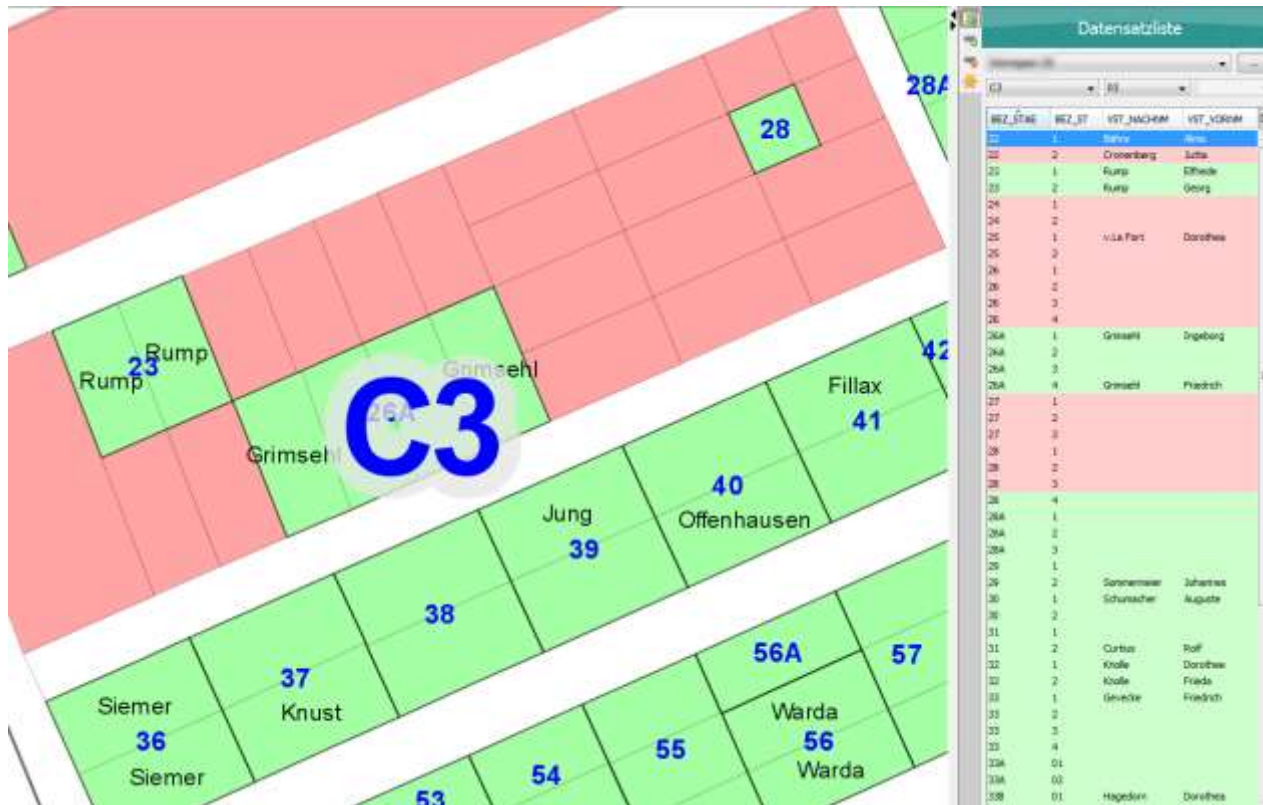 28A
28
Rump
23
Rump
Grimsehl
42
26A
C3
Fillax
41
Grimsehl
40
Offenhausen
Jung
39
38
56A
57
37
Knust
Siemer
36
Siemer
Warda
56
Warda
55
54
53
Datensatzliste
C3
BEZ_ST VST_NACHNM VST_VORNM
22 1
22 2 Cronenberg Jutta
23 1 Rump Elfriede
23 2 Rump Georg
24 1
24 2
25 1 v.La Fort Dorothea
25 2
26 1
26 2
26 3
26 4
26A 1 Grimsehl Ingeborg
26A 2
26A 3
26A 4 Grimsehl Friedrich
27 1
27 2
27 3
28 1
28 2
28 3
28 4
28A 1
28A 2
28A 3
29 1
29 2 Sommermeier Johannes
30 1 Schumacher Auguste
30 2
31 1
31 2 Curtius Rolf
32 1 Knolle Dorothee
32 2 Knolle Frieda
33 1 Gevecke Friedrich
33 2
33 3
33 4
33A 01
33A 02
33B 01 Hagedorn Dorothea